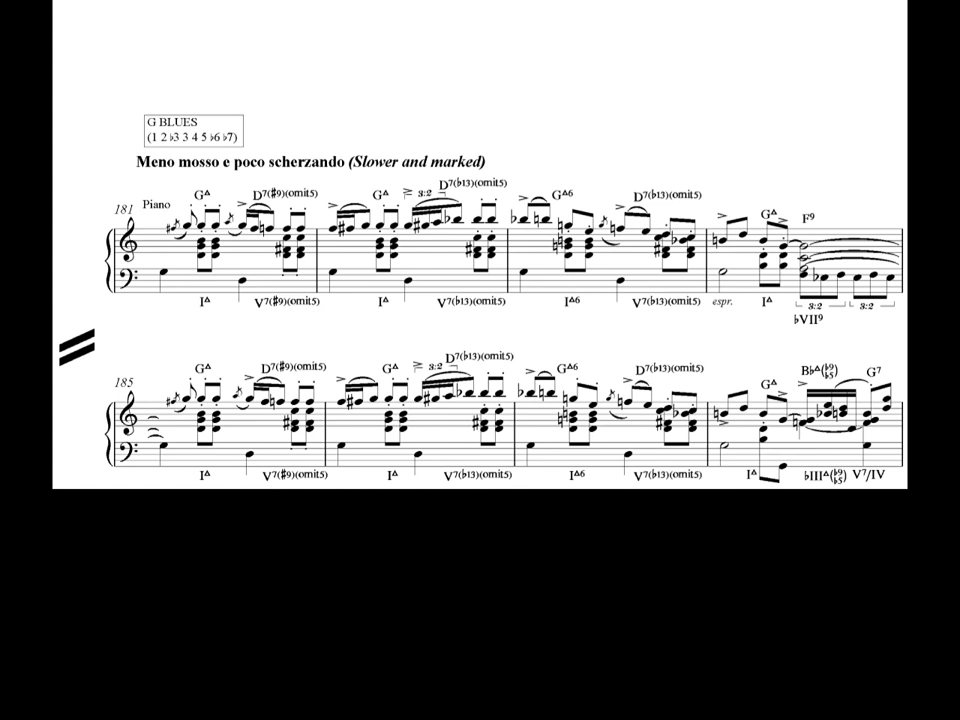 G BLUES
(1 2 ♭3 3 4 5 ♭6 ♭7)
Meno mosso e poco scherzando (Slower and marked)
181 Piano G△ D7(♯9)(omit5) G△ 3:2 D7(♭13)(omit5) G△6 D7(♭13)(omit5) G△ F9
I△ V7(♯9)(omit5) I△ V7(♭13)(omit5) I△6 V7(♭13)(omit5) espr. I△ 3:2 3:2
♭VII9
185 G△ D7(♯9)(omit5) G△ 3:2 D7(♭13)(omit5) G△6 D7(♭13)(omit5) G△ B♭△(♭9 ♭5) G7
I△ V7(♯9)(omit5) I△ V7(♭13)(omit5) I△6 V7(♭13)(omit5) I△ ♭III△(♭9 ♭5) V7/IV